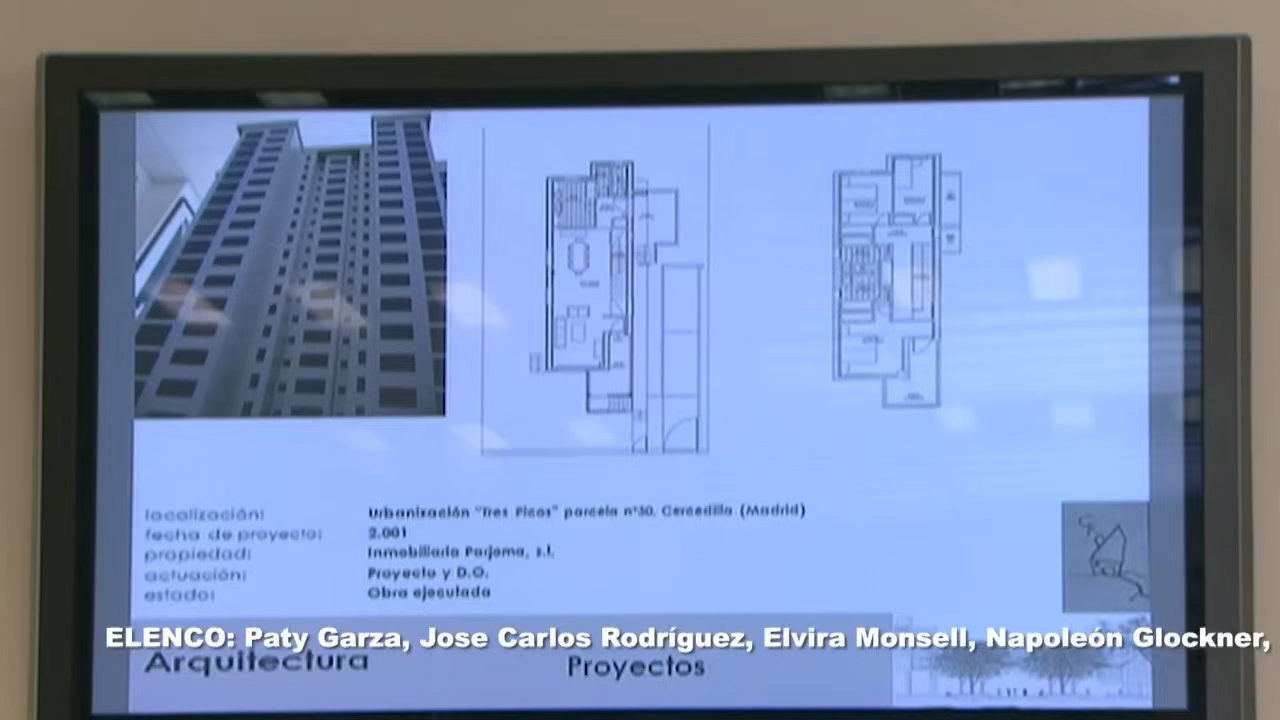 localización: Urbanización "Tres Picos" parcela nº30. Cercedilla (Madrid)
fecha de proyecto: 2.001
propiedad: Inmobiliaria Parjoma, s.l.
actuación: Proyecto y D.O.
estado: Obra ejecutada
ELENCO: Paty Garza, Jose Carlos Rodríguez, Elvira Monsell, Napoleón Glockner,
Arquitectura Proyectos